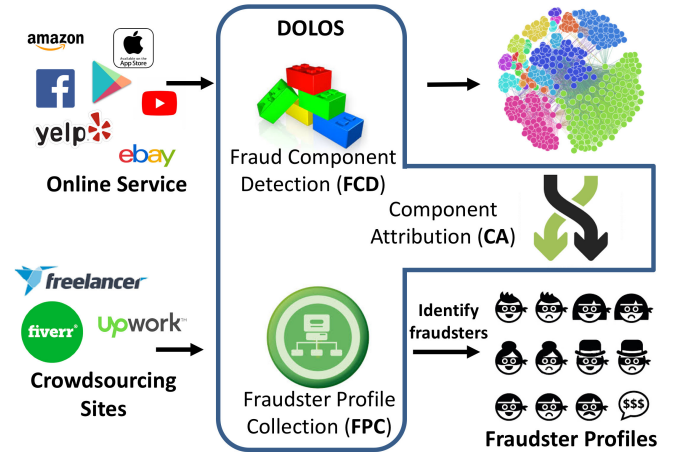 DOLOS
amazon
Available on the
App Store
yelp
ebay
Online Service
Fraud Component
Detection (FCD)
Component
Attribution (CA)
freelancer
fiverr®
Upwork™
Crowdsourcing
Sites
Fraudster Profile
Collection (FPC)
Identify
fraudsters
$$$
Fraudster Profiles